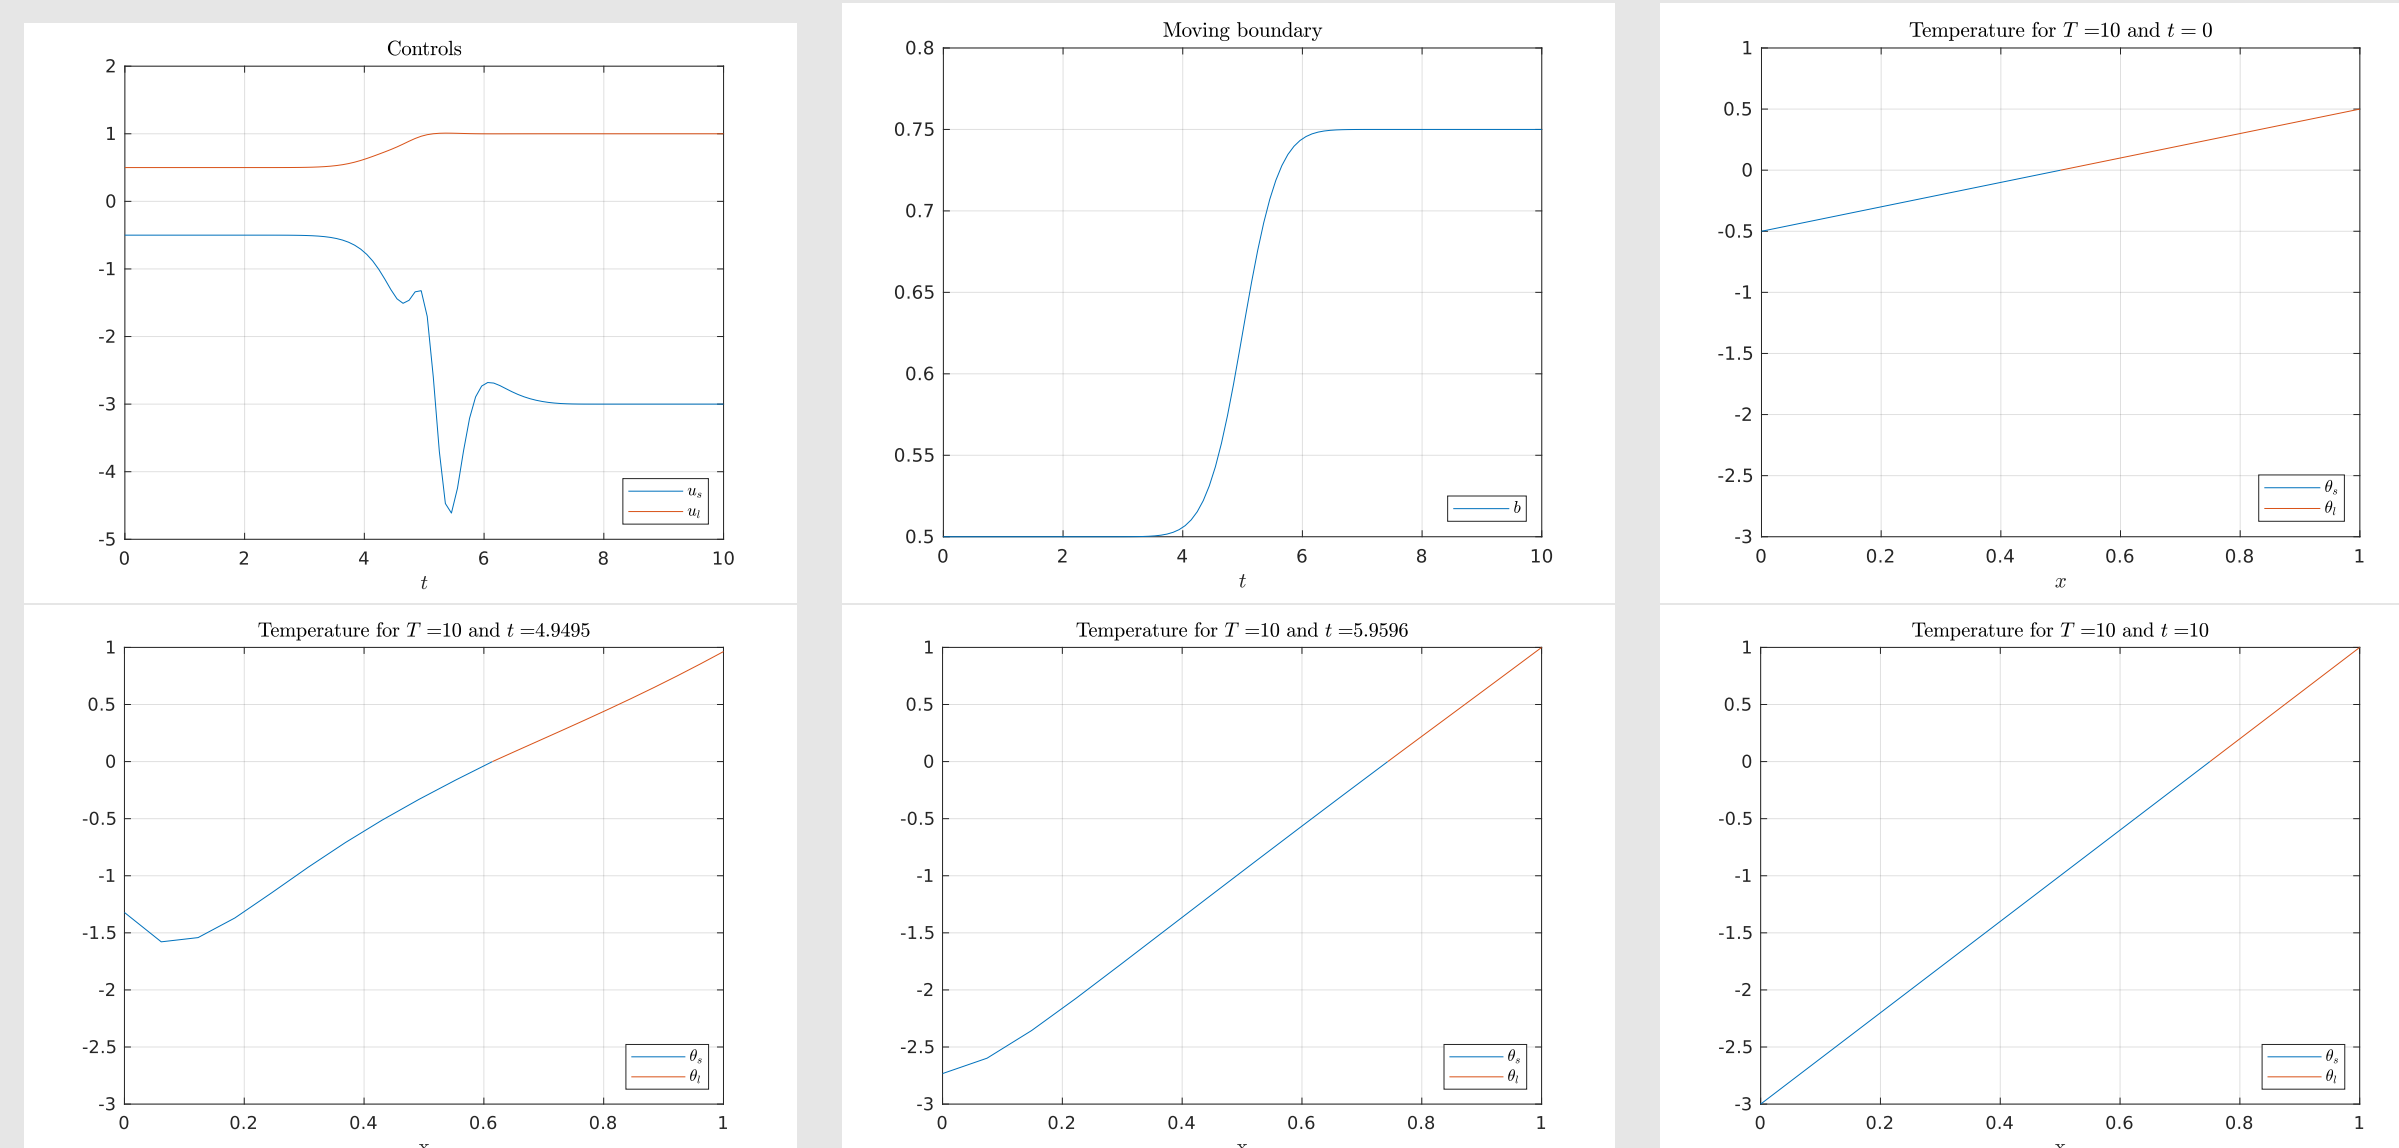 Controls
2
1
0
-1
-2
-3
-4
-5
0 2 4 6 8 10
t
u_s
u_l
Moving boundary
0.8
0.75
0.7
0.65
0.6
0.55
0.5
0 2 4 6 8 10
t
b
Temperature for T =10 and t = 0
1
0.5
0
-0.5
-1
-1.5
-2
-2.5
-3
0 0.2 0.4 0.6 0.8 1
x
θ_s
θ_l
Temperature for T =10 and t =4.9495
1
0.5
0
-0.5
-1
-1.5
-2
-2.5
-3
0 0.2 0.4 0.6 0.8 1
x
θ_s
θ_l
Temperature for T =10 and t =5.9596
1
0.5
0
-0.5
-1
-1.5
-2
-2.5
-3
0 0.2 0.4 0.6 0.8 1
x
θ_s
θ_l
Temperature for T =10 and t =10
1
0.5
0
-0.5
-1
-1.5
-2
-2.5
-3
0 0.2 0.4 0.6 0.8 1
x
θ_s
θ_l